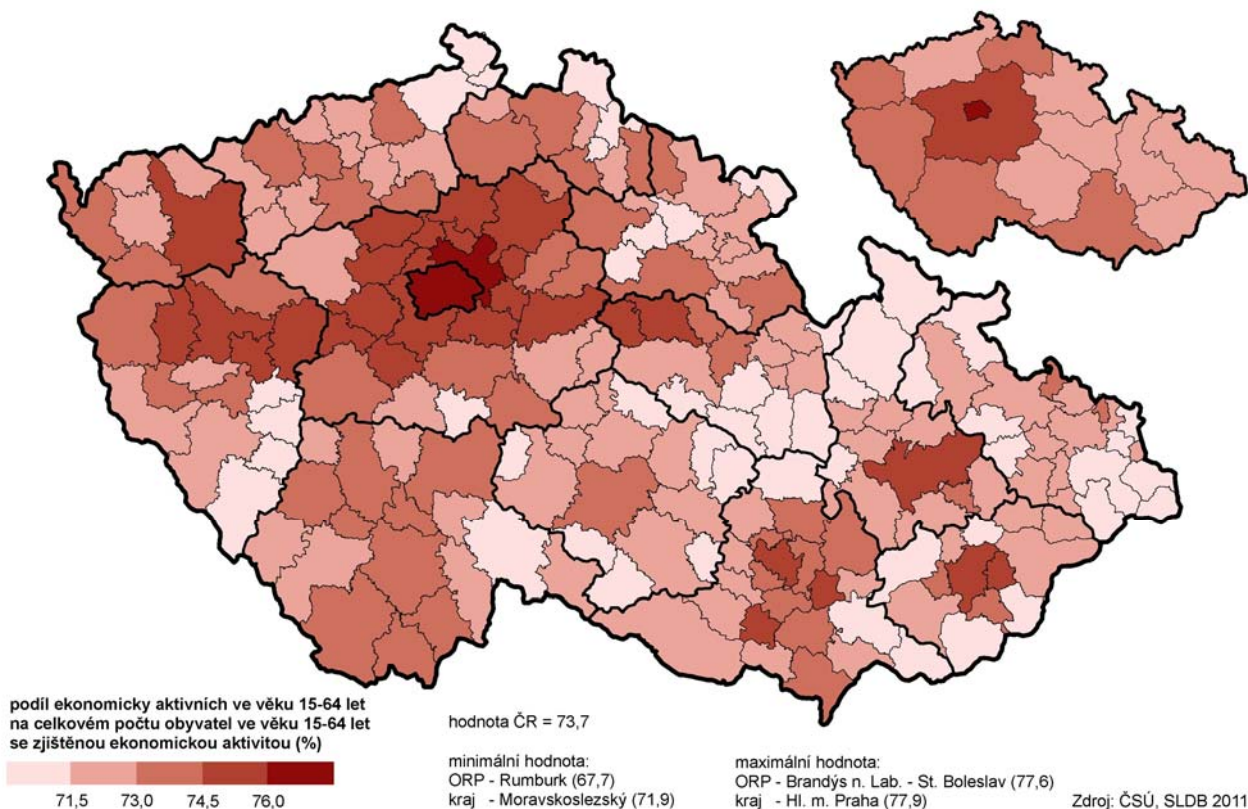 podíl ekonomicky aktivních ve věku 15-64 let
na celkovém počtu obyvatel ve věku 15-64 let
se zjištěnou ekonomickou aktivitou (%)
71,5 73,0 74,5 76,0
hodnota ČR = 73,7
minimální hodnota:
ORP - Rumburk (67,7)
kraj - Moravskoslezský (71,9)
maximální hodnota:
ORP - Brandýs n. Lab. - St. Boleslav (77,6)
kraj - Hl. m. Praha (77,9)
Zdroj: ČSÚ, SLDB 2011